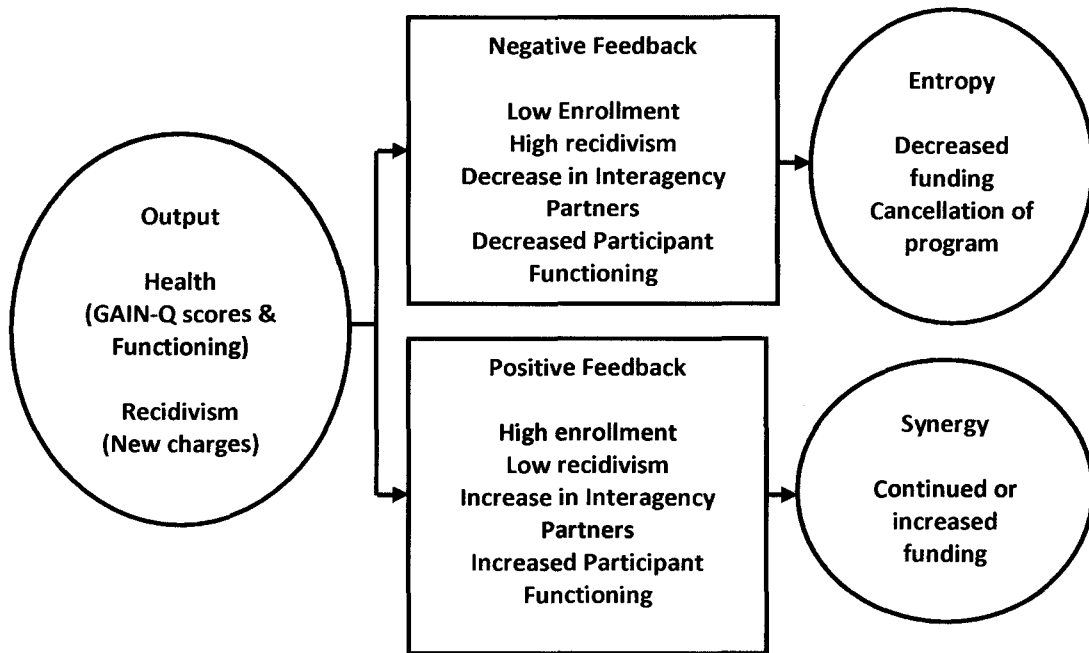 Output
Health
(GAIN-Q scores &
Functioning)
Recidivism
(New charges)
Negative Feedback
Low Enrollment
High recidivism
Decrease in Interagency
Partners
Decreased Participant
Functioning
Entropy
Decreased
funding
Cancellation of
program
Positive Feedback
High enrollment
Low recidivism
Increase in Interagency
Partners
Increased Participant
Functioning
Synergy
Continued or
increased
funding